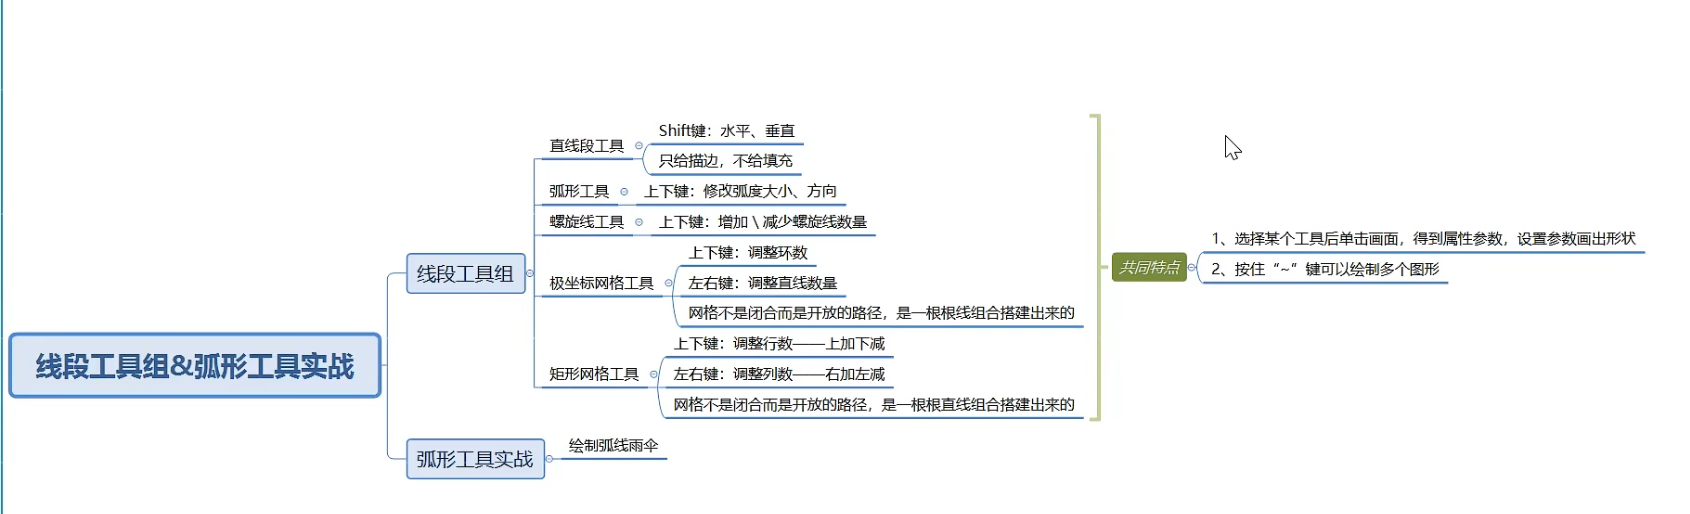 线段工具组&弧形工具实战
线段工具组
直线段工具
Shift键：水平、垂直
只给描边，不给填充
弧形工具
上下键：修改弧度大小、方向
螺旋线工具
上下键：增加\减少螺旋线数量
极坐标网格工具
上下键：调整环数
左右键：调整直线数量
网格不是闭合而是开放的路径，是一根根线组合搭建出来的
矩形网格工具
上下键：调整行数——上加下减
左右键：调整列数——右加左减
网格不是闭合而是开放的路径，是一根根直线组合搭建出来的
共同特点
1、选择某个工具后单击画面，得到属性参数，设置参数画出形状
2、按住“~”键可以绘制多个图形
弧形工具实战
绘制弧线雨伞